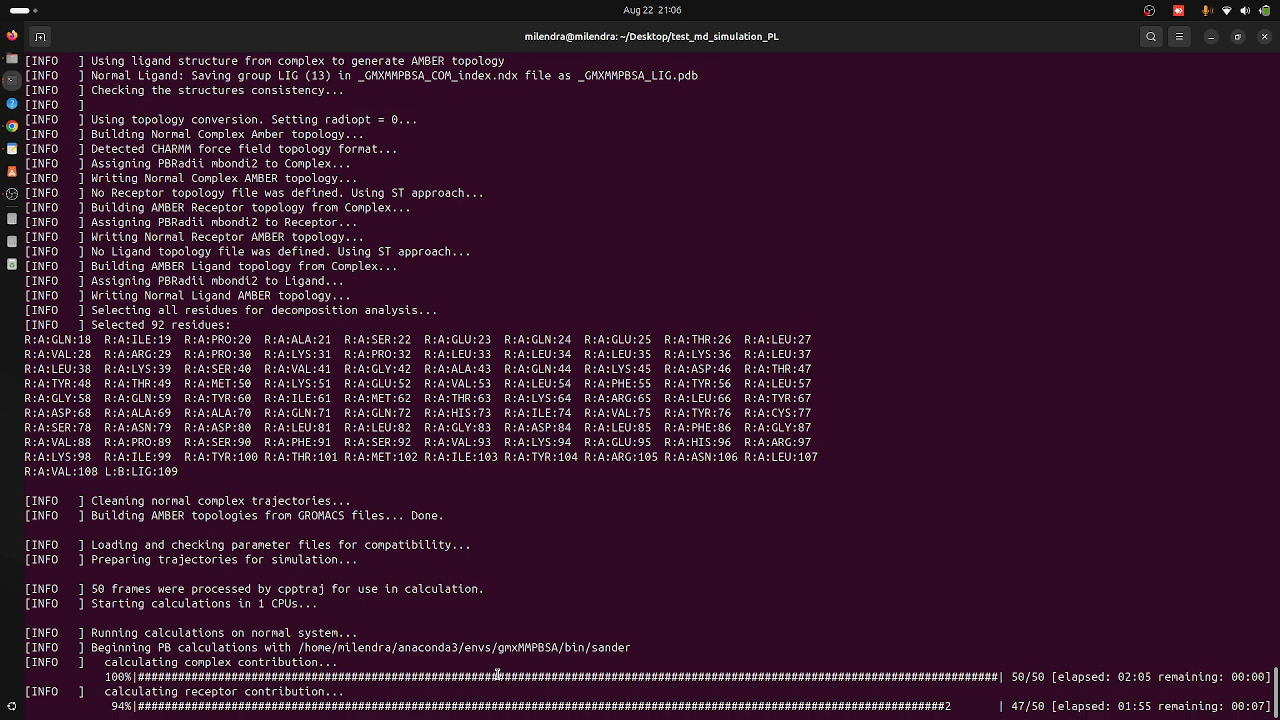 Aug 22 21:06
milendra@milendra: ~/Desktop/test_md_simulation_PL
[INFO   ] Using ligand structure from complex to generate AMBER topology
[INFO   ] Normal Ligand: Saving group LIG (13) in _GMXMMPBSA_COM_index.ndx file as _GMXMMPBSA_LIG.pdb
[INFO   ] Checking the structures consistency...
[INFO   ]
[INFO   ] Using topology conversion. Setting radiopt = 0...
[INFO   ] Building Normal Complex Amber topology...
[INFO   ] Detected CHARMM force field topology format...
[INFO   ] Assigning PBRadii mbondi2 to Complex...
[INFO   ] Writing Normal Complex AMBER topology...
[INFO   ] No Receptor topology file was defined. Using ST approach...
[INFO   ] Building AMBER Receptor topology from Complex...
[INFO   ] Assigning PBRadii mbondi2 to Receptor...
[INFO   ] Writing Normal Receptor AMBER topology...
[INFO   ] No Ligand topology file was defined. Using ST approach...
[INFO   ] Building AMBER Ligand topology from Complex...
[INFO   ] Assigning PBRadii mbondi2 to Ligand...
[INFO   ] Writing Normal Ligand AMBER topology...
[INFO   ] Selecting all residues for decomposition analysis...
[INFO   ] Selected 92 residues:
R:A:GLN:18  R:A:ILE:19  R:A:PRO:20  R:A:ALA:21  R:A:SER:22  R:A:GLU:23  R:A:GLN:24  R:A:GLU:25  R:A:THR:26  R:A:LEU:27
R:A:VAL:28  R:A:ARG:29  R:A:PRO:30  R:A:LYS:31  R:A:PRO:32  R:A:LEU:33  R:A:LEU:34  R:A:LEU:35  R:A:LYS:36  R:A:LEU:37
R:A:LEU:38  R:A:LYS:39  R:A:SER:40  R:A:VAL:41  R:A:GLY:42  R:A:ALA:43  R:A:GLN:44  R:A:LYS:45  R:A:ASP:46  R:A:THR:47
R:A:TYR:48  R:A:THR:49  R:A:MET:50  R:A:LYS:51  R:A:GLU:52  R:A:VAL:53  R:A:LEU:54  R:A:PHE:55  R:A:TYR:56  R:A:LEU:57
R:A:GLY:58  R:A:GLN:59  R:A:TYR:60  R:A:ILE:61  R:A:MET:62  R:A:THR:63  R:A:LYS:64  R:A:ARG:65  R:A:LEU:66  R:A:TYR:67
R:A:ASP:68  R:A:ALA:69  R:A:ALA:70  R:A:GLN:71  R:A:GLN:72  R:A:HIS:73  R:A:ILE:74  R:A:VAL:75  R:A:TYR:76  R:A:CYS:77
R:A:SER:78  R:A:ASN:79  R:A:ASP:80  R:A:LEU:81  R:A:LEU:82  R:A:GLY:83  R:A:ASP:84  R:A:LEU:85  R:A:PHE:86  R:A:GLY:87
R:A:VAL:88  R:A:PRO:89  R:A:SER:90  R:A:PHE:91  R:A:SER:92  R:A:VAL:93  R:A:LYS:94  R:A:GLU:95  R:A:HIS:96  R:A:ARG:97
R:A:LYS:98  R:A:ILE:99  R:A:TYR:100  R:A:THR:101  R:A:MET:102  R:A:ILE:103  R:A:TYR:104  R:A:ARG:105  R:A:ASN:106  R:A:LEU:107
R:A:VAL:108  L:B:LIG:109
[INFO   ] Cleaning normal complex trajectories...
[INFO   ] Building AMBER topologies from GROMACS files... Done.
[INFO   ] Loading and checking parameter files for compatibility...
[INFO   ] Preparing trajectories for simulation...
[INFO   ] 50 frames were processed by cpptraj for use in calculation.
[INFO   ] Starting calculations in 1 CPUs...
[INFO   ] Running calculations on normal system...
[INFO   ] Beginning PB calculations with /home/milendra/anaconda3/envs/gmxMMPBSA/bin/sander
[INFO   ]   calculating complex contribution...
100%|#################################################################################################################################| 50/50 [elapsed: 02:05 remaining: 00:00]
[INFO   ]   calculating receptor contribution...
94%|#########################################################################################################################2       | 47/50 [elapsed: 01:55 remaining: 00:07]